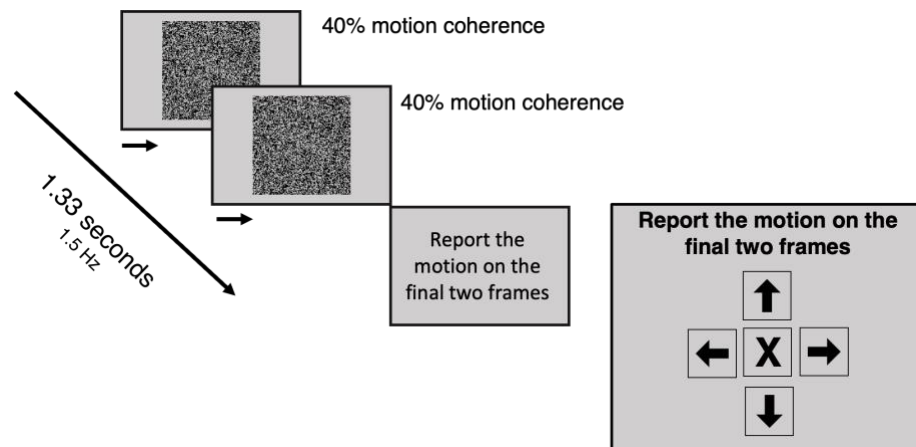 40% motion coherence
40% motion coherence
1.33 seconds
1.5 Hz
Report the
motion on the
final two frames
Report the motion on the
final two frames
X